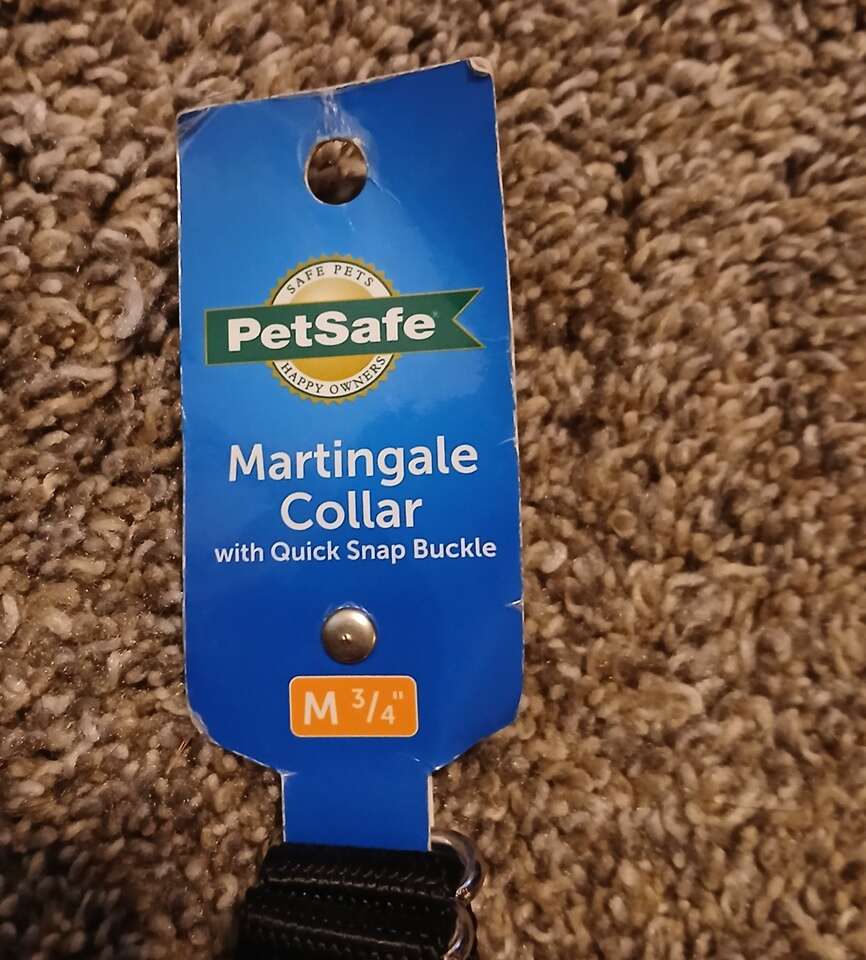 SAFE PETS
PetSafe®
HAPPY OWNERS
Martingale
Collar
with Quick Snap Buckle
M 3/4"